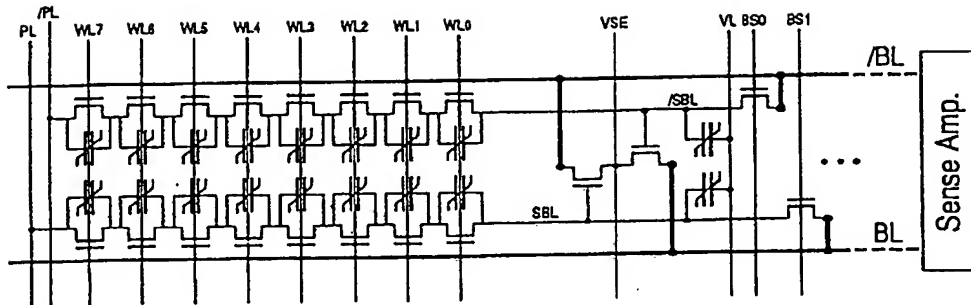 /PL
PL WL7 WL6 WL5 WL4 WL3 WL2 WL1 WL0 VSE VL BS0 BS1
/BL
/SBL
SBL
BL
Sense Amp.